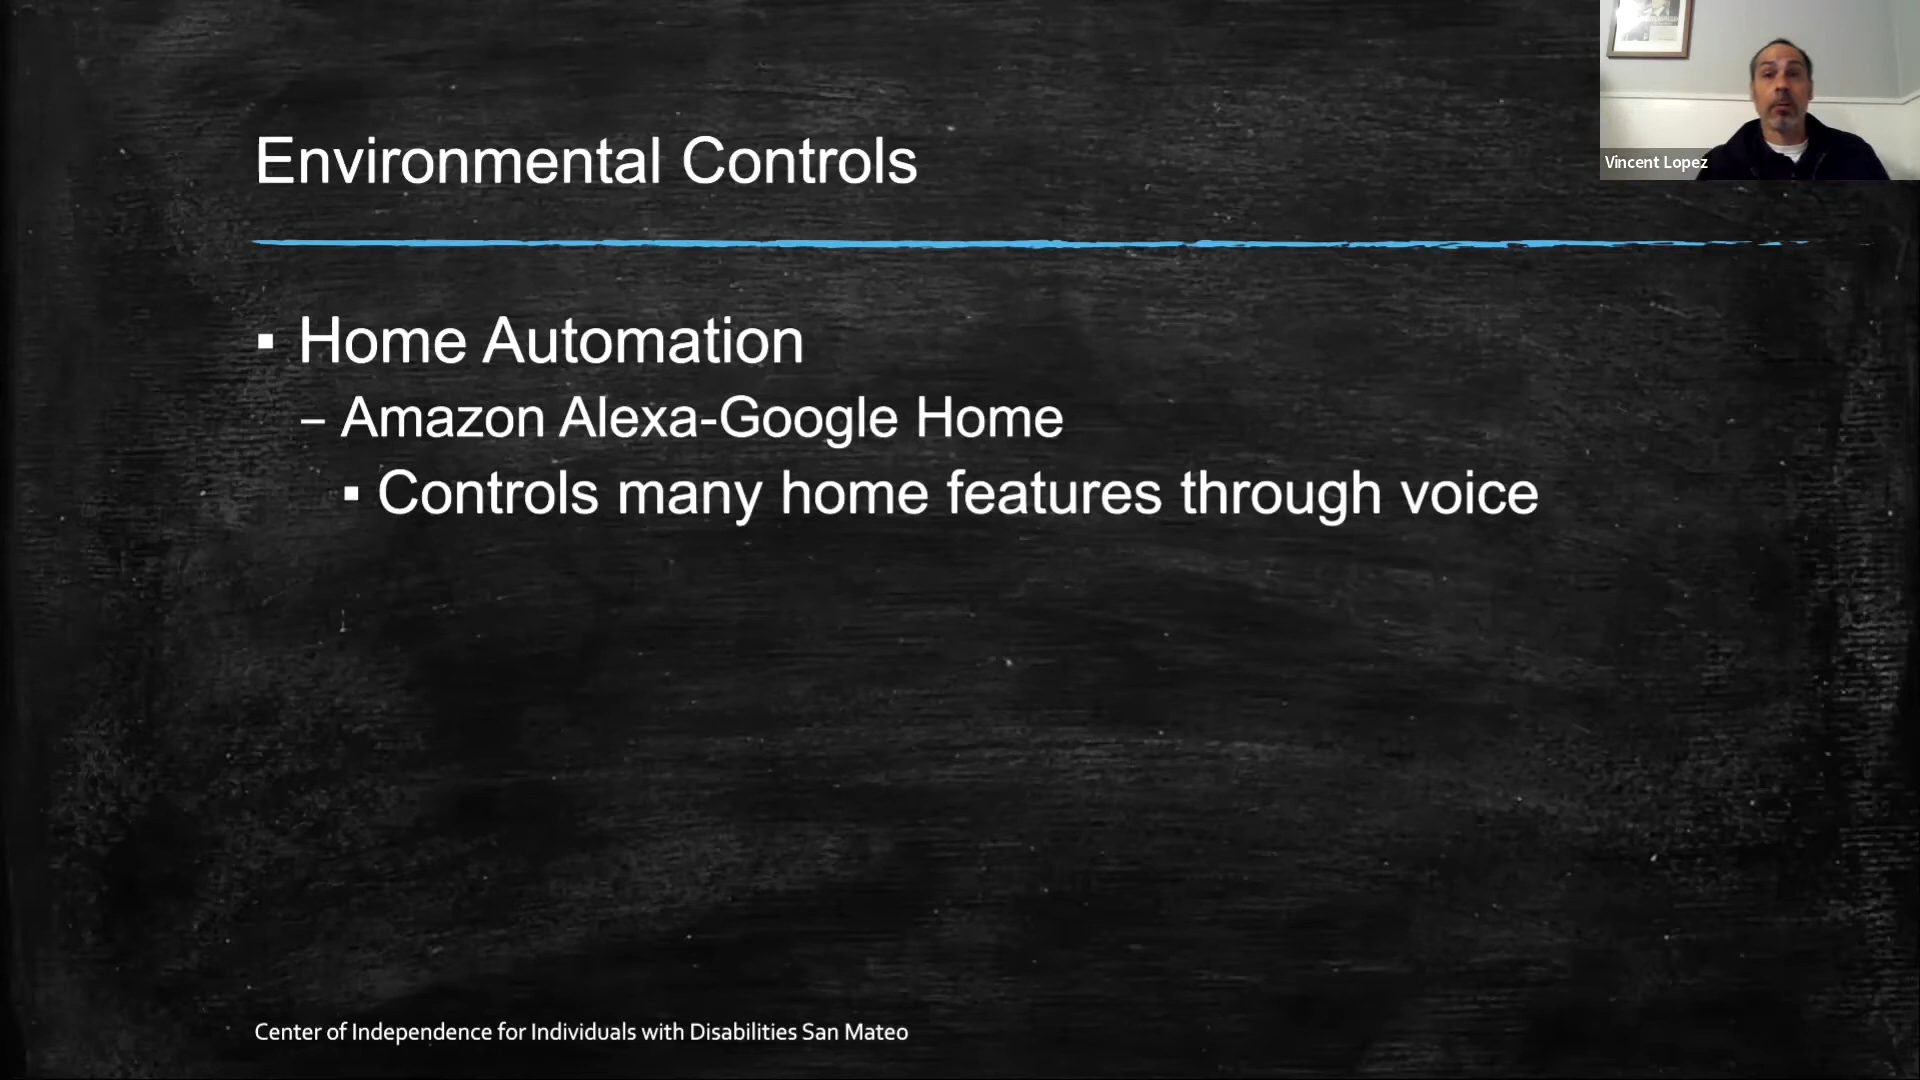 Environmental Controls
Vincent Lopez
▪ Home Automation
– Amazon Alexa-Google Home
▪ Controls many home features through voice
Center of Independence for Individuals with Disabilities San Mateo